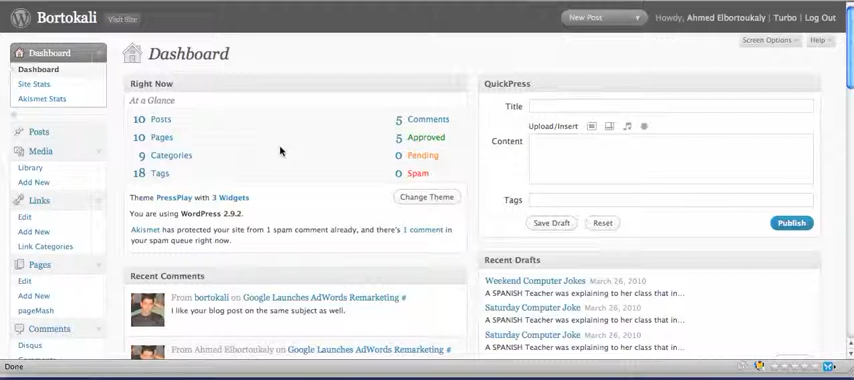 Bortokali Visit Site New Post Howdy, Ahmed Elbortoukaly | Turbo | Log Out
Screen Options Help
Dashboard
Dashboard
Site Stats
Akismet Stats
Posts
Media
Library
Add New
Links
Edit
Add New
Link Categories
Pages
Edit
Add New
pageMash
Comments
Disqus
Dashboard
Right Now
At a Glance
10 Posts 5 Comments
10 Pages 5 Approved
9 Categories 0 Pending
18 Tags 0 Spam
Theme PressPlay with 3 Widgets Change Theme
You are using WordPress 2.9.2.
Akismet has protected your site from 1 spam comment already, and there's 1 comment in
your spam queue right now.
Recent Comments
From bortokali on Google Launches AdWords Remarketing #
I like your blog post on the same subject as well.
From Ahmed Elbortoukaly on Google Launches AdWords Remarketing #
QuickPress
Title
Upload/Insert
Content
Tags
Save Draft Reset Publish
Recent Drafts
Weekend Computer Jokes March 26, 2010
A SPANISH Teacher was explaining to her class that in...
Saturday Computer Joke March 26, 2010
A SPANISH Teacher was explaining to her class that in...
Saturday Computer Joke March 26, 2010
A SPANISH Teacher was explaining to her class that in...
Done